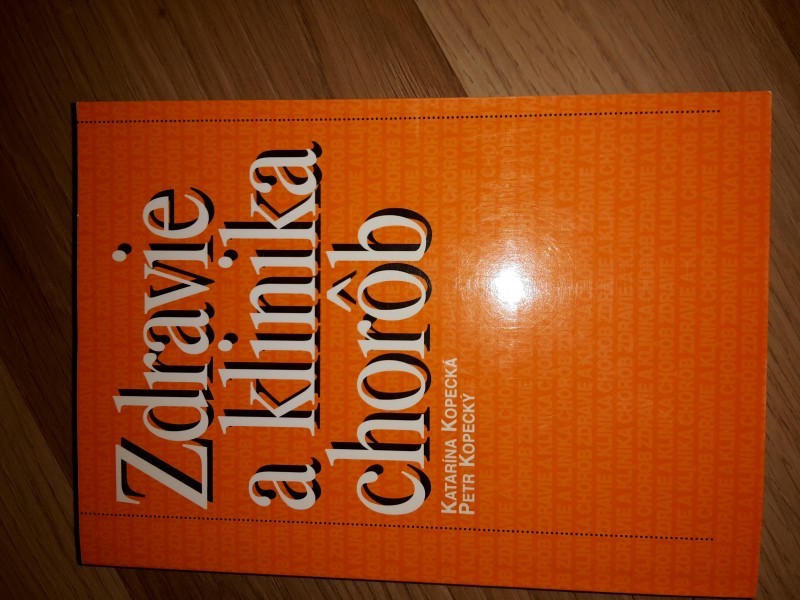 Zdravie
a klinika
chorôb
KATARÍNA KOPECKÁ
PETR KOPECKÝ